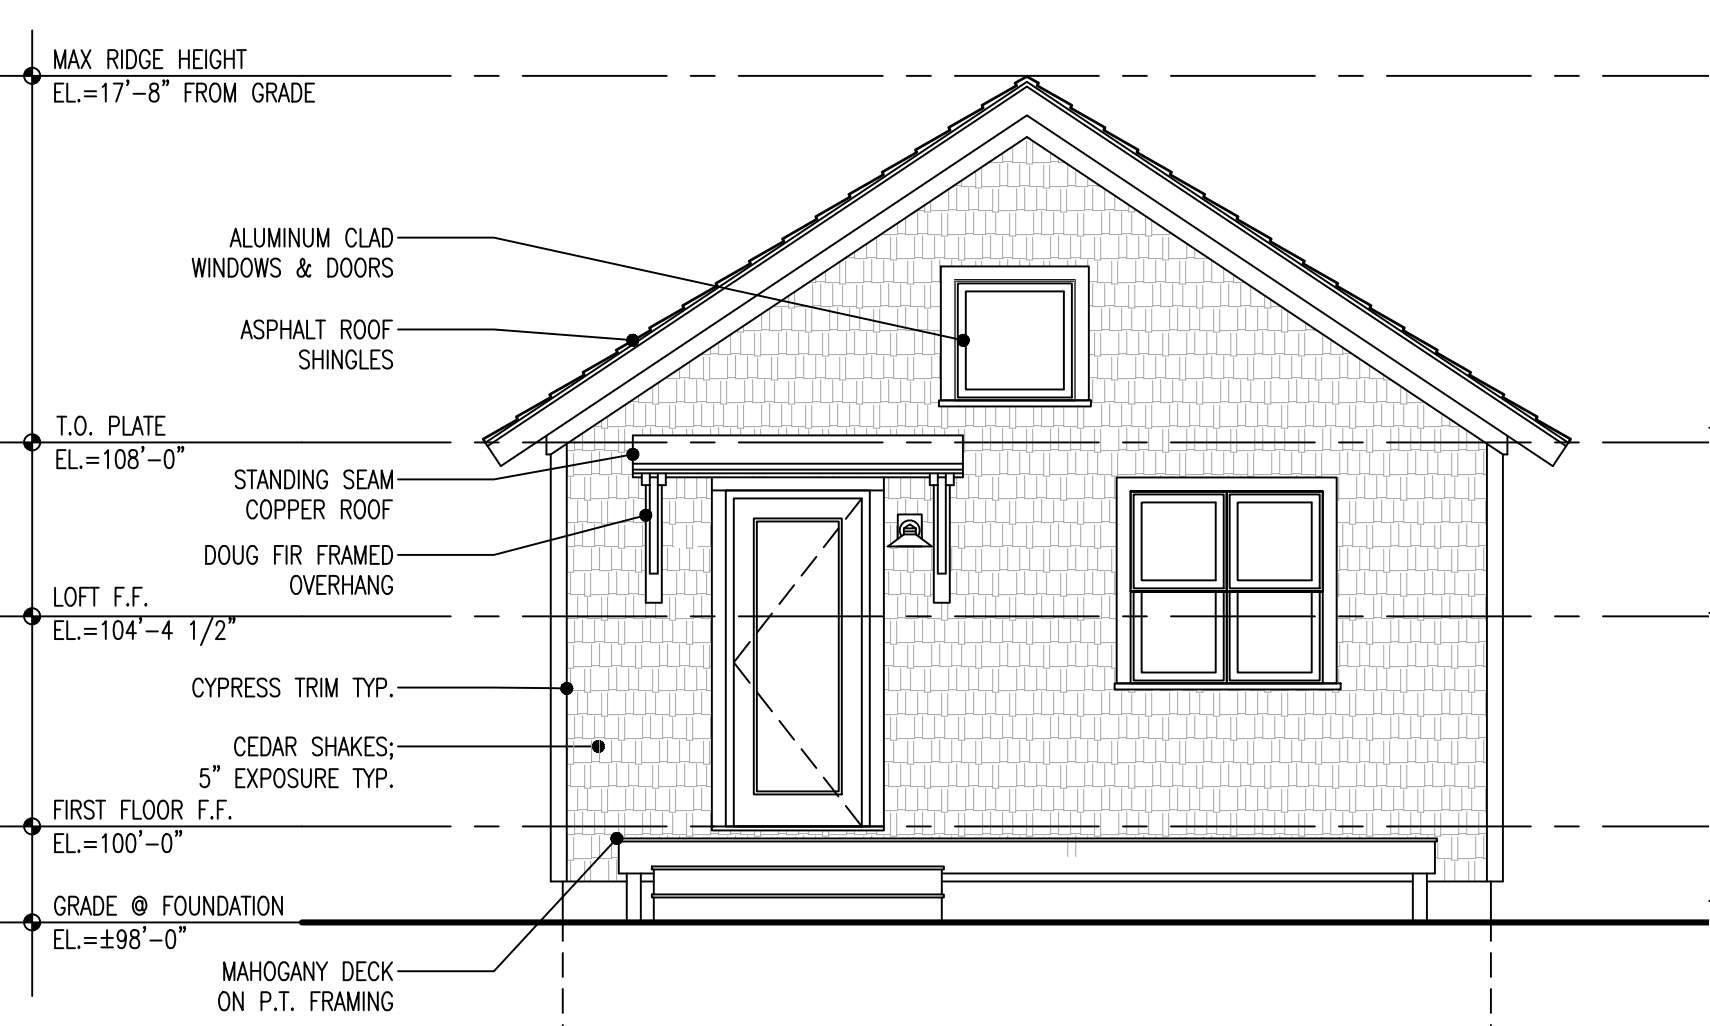 MAX RIDGE HEIGHT
EL.=17'-8" FROM GRADE
ALUMINUM CLAD
WINDOWS & DOORS
ASPHALT ROOF
SHINGLES
T.O. PLATE
EL.=108'-0"
STANDING SEAM
COPPER ROOF
DOUG FIR FRAMED
OVERHANG
LOFT F.F.
EL.=104'-4 1/2"
CYPRESS TRIM TYP.
CEDAR SHAKES;
5" EXPOSURE TYP.
FIRST FLOOR F.F.
EL.=100'-0"
GRADE @ FOUNDATION
EL.=±98'-0"
MAHOGANY DECK
ON P.T. FRAMING